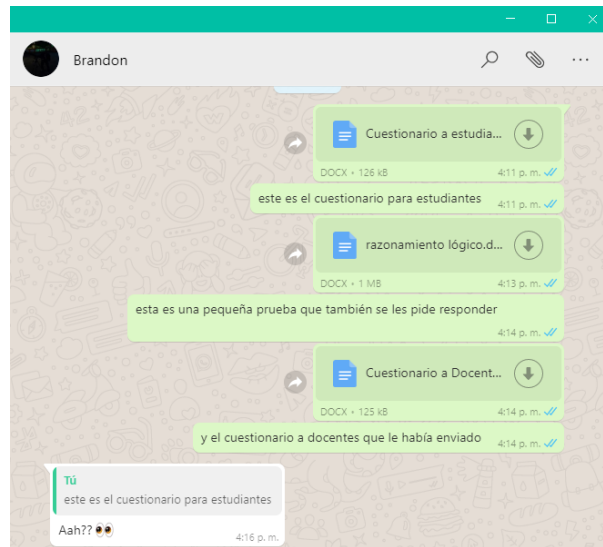 Brandon
Cuestionario a estudia...
DOCX • 126 kB 4:11 p. m.
este es el cuestionario para estudiantes 4:11 p. m.
razonamiento lógico.d...
DOCX • 1 MB 4:13 p. m.
esta es una pequeña prueba que también se les pide responder
4:14 p. m.
Cuestionario a Docent...
DOCX • 125 kB 4:14 p. m.
y el cuestionario a docentes que le había enviado 4:14 p. m.
Tú
este es el cuestionario para estudiantes
Aah?? 👀 4:16 p. m.